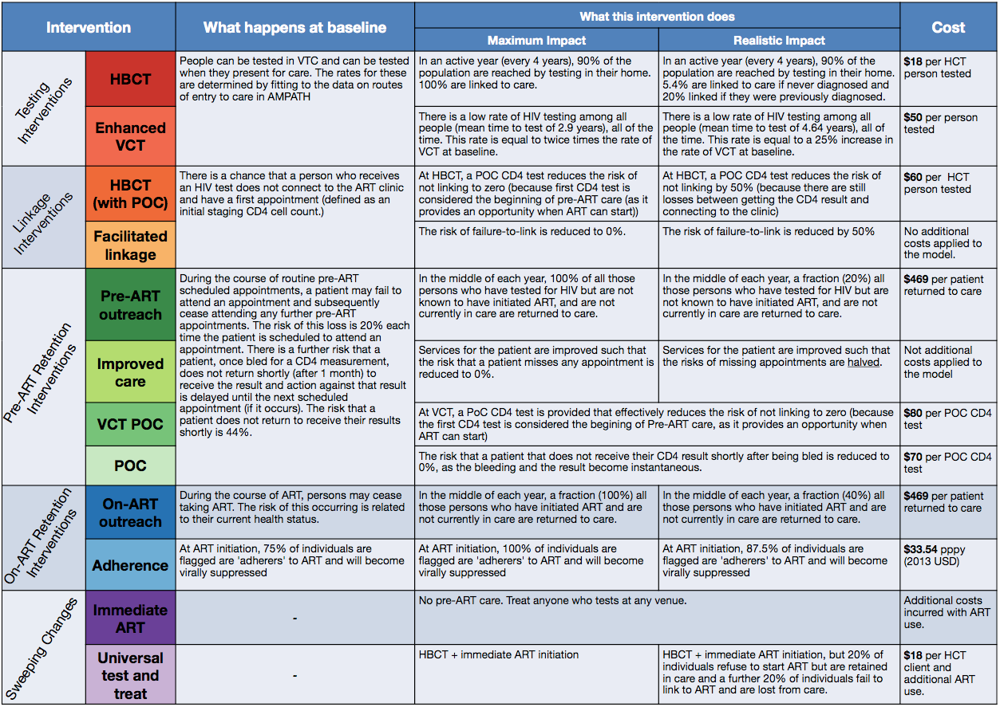 Intervention
What happens at baseline
What this intervention does
Cost
Maximum Impact
Realistic Impact
Testing
Interventions
HBCT
People can be tested in VTC and can be tested
when they present for care. The rates for these
are determined by fitting to the data on routes
of entry to care in AMPATH
In an active year (every 4 years), 90% of the
population are reached by testing in their home.
100% are linked to care.
In an active year (every 4 years), 90% of the
population are reached by testing in their home.
5.4% are linked to care if never diagnosed and
20% linked if they were previously diagnosed.
$18 per HCT
person tested
Enhanced
VCT
There is a low rate of HIV testing among all
people (mean time to test of 2.9 years), all of the
time. This rate is equal to twice times the rate of
VCT at baseline.
There is a low rate of HIV testing among all
people (mean time to test of 4.64 years), all of
the time. This rate is equal to a 25% increase in
the rate of VCT at baseline.
$50 per person
tested
Linkage
Interventions
HBCT
(with POC)
There is a chance that a person who receives
an HIV test does not connect to the ART clinic
and have a first appointment (defined as an
initial staging CD4 cell count.)
At HBCT, a POC CD4 test reduces the risk of
not linking to zero (because first CD4 test is
considered the beginning of pre-ART care (as it
provides an opportunity when ART can start))
At HBCT, a POC CD4 test reduces the risk of
not linking by 50% (because there are still
losses between getting the CD4 result and
connecting to the clinic)
$60 per HCT
person tested
Facilitated
linkage
The risk of failure-to-link is reduced to 0%.
The risk of failure-to-link is reduced by 50%
No additional
costs applied to
the model.
Pre-ART Retention
Interventions
Pre-ART
outreach
During the course of routine pre-ART
scheduled appointments, a patient may fail to
attend an appointment and subsequently
cease attending any further pre-ART
appointments. The risk of this loss is 20% each
time the patient is scheduled to attend an
appointment. There is a further risk that a
patient, once bled for a CD4 measurement,
does not return shortly (after 1 month) to
receive the result and action against that result
is delayed until the next scheduled
appointment (if it occurs). The risk that a
patient does not return to receive their results
shortly is 44%.
In the middle of each year, 100% of all those
persons who have tested for HIV but are not
known to have initiated ART, and are not
currently in care are returned to care.
In the middle of each year, a fraction (20%) all
those persons who have tested for HIV but are
not known to have initiated ART, and are not
currently in care are returned to care.
$469 per patient
returned to care
Improved
care
Services for the patient are improved such that
the risk that a patient misses any appointment is
reduced to 0%.
Services for the patient are improved such that
the risks of missing appointments are halved.
Not additional
costs applied to
the model
VCT POC
At VCT, a PoC CD4 test is provided that effectively reduces the risk of not linking to zero (because
the first CD4 test is considered the begining of Pre-ART care, as it provides an opportunity when
ART can start)
$80 per POC CD4
test
POC
The risk that a patient that does not receive their CD4 result shortly after being bled is reduced to
0%, as the bleeding and the result become instantaneous.
$70 per POC CD4
test
On-ART Retention
Interventions
On-ART
outreach
During the course of ART, persons may cease
taking ART. The risk of this occurring is related
to their current health status.
In the middle of each year, a fraction (100%) all
those persons who have initiated ART and are
not currently in care are returned to care.
In the middle of each year, a fraction (40%) all
those persons who have initiated ART and are
not currently in care are returned to care.
$469 per patient
returned to care
Adherence
At ART initiation, 75% of individuals are
flagged are 'adherers' to ART and will become
virally suppressed
At ART initiation, 100% of individuals are
flagged are 'adherers' to ART and will become
virally suppressed
At ART initiation, 87.5% of individuals are
flagged are 'adherers' to ART and will become
virally suppressed
$33.54 pppy
(2013 USD)
Sweeping Changes
Immediate
ART
-
No pre-ART care. Treat anyone who tests at any venue.
Additional costs
incurred with ART
use.
Universal
test and
treat
-
HBCT + immediate ART initiation
HBCT + immediate ART initiation, but 20% of
individuals refuse to start ART but are retained
in care and a further 20% of individuals fail to
link to ART and are lost from care.
$18 per HCT
client and
additional ART
use.